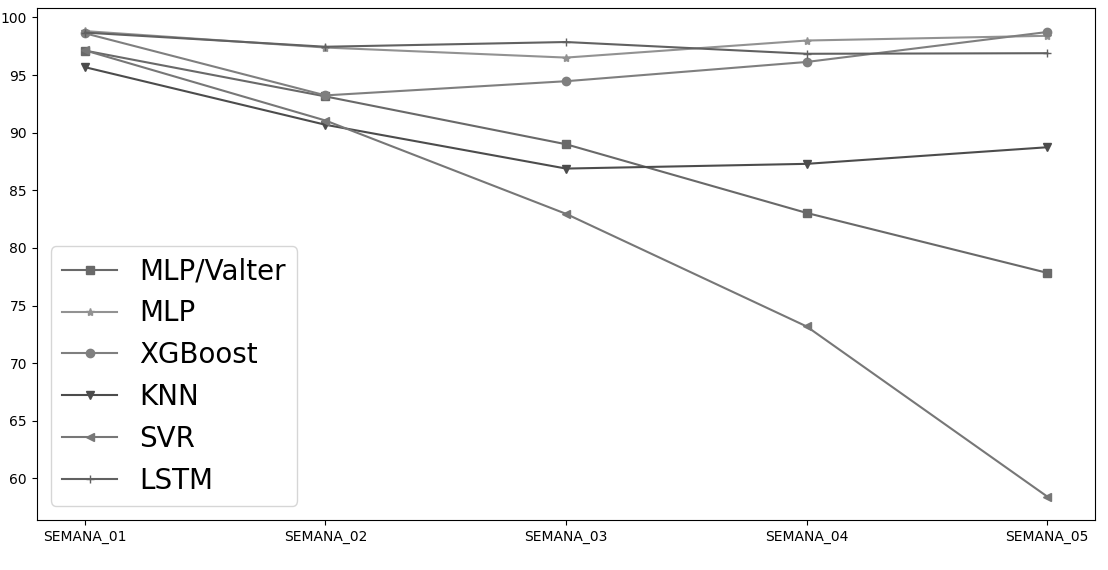 100
95
90
85
80
75
70
65
60
MLP/Valter
MLP
XGBoost
KNN
SVR
LSTM
SEMANA_01 SEMANA_02 SEMANA_03 SEMANA_04 SEMANA_05